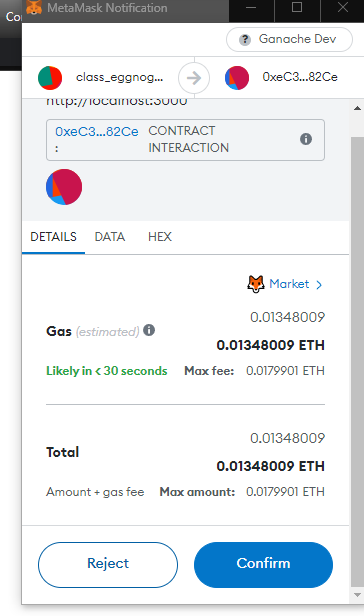 Co
MetaMask Notification
Ganache Dev
class_eggnog...
0xeC3...82Ce
http://localhost:3000
0xeC3...82Ce
:
CONTRACT
INTERACTION
DETAILS DATA HEX
Market >
0.01348009
Gas (estimated)
0.01348009 ETH
Likely in < 30 seconds Max fee: 0.0179901 ETH
0.01348009
Total
0.01348009 ETH
Amount + gas fee Max amount: 0.0179901 ETH
Reject
Confirm